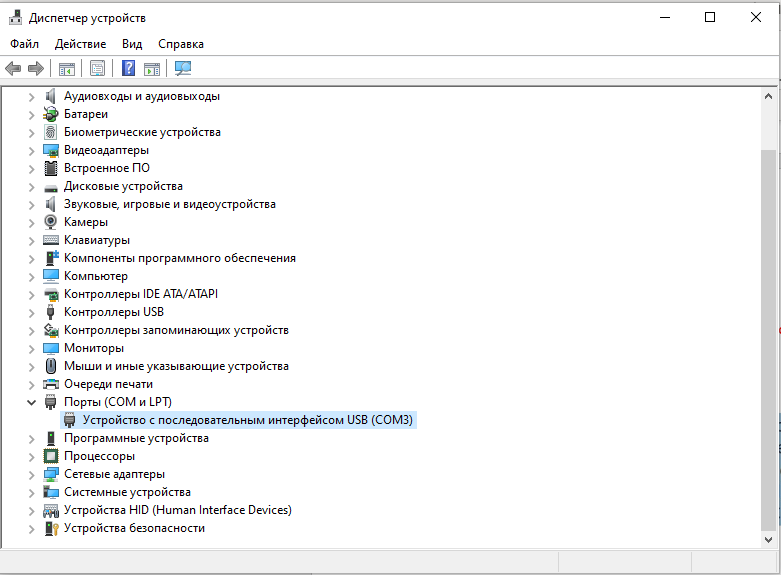 Диспетчер устройств
Файл Действие Вид Справка
Аудиовходы и аудиовыходы
Батареи
Биометрические устройства
Видеоадаптеры
Встроенное ПО
Дисковые устройства
Звуковые, игровые и видеоустройства
Камеры
Клавиатуры
Компоненты программного обеспечения
Компьютер
Контроллеры IDE ATA/ATAPI
Контроллеры USB
Контроллеры запоминающих устройств
Мониторы
Мыши и иные указывающие устройства
Очереди печати
Порты (COM и LPT)
Устройство с последовательным интерфейсом USB (COM3)
Программные устройства
Процессоры
Сетевые адаптеры
Системные устройства
Устройства HID (Human Interface Devices)
Устройства безопасности